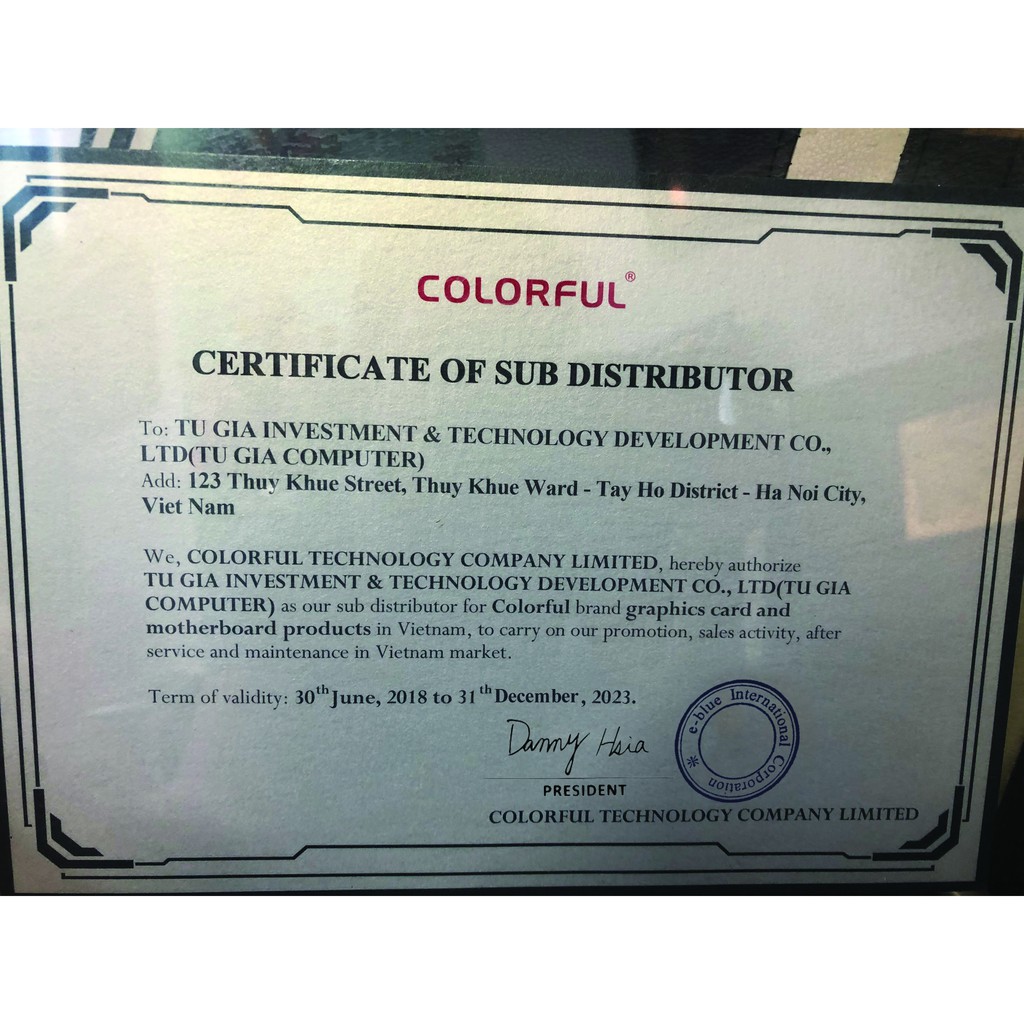 COLORFUL®
CERTIFICATE OF SUB DISTRIBUTOR
To: TU GIA INVESTMENT & TECHNOLOGY DEVELOPMENT CO.,
LTD(TU GIA COMPUTER)
Add: 123 Thuy Khue Street, Thuy Khue Ward - Tay Ho District - Ha Noi City,
Viet Nam
We, COLORFUL TECHNOLOGY COMPANY LIMITED, hereby authorize
TU GIA INVESTMENT & TECHNOLOGY DEVELOPMENT CO., LTD(TU GIA
COMPUTER) as our sub distributor for Colorful brand graphics card and
motherboard products in Vietnam, to carry on our promotion, sales activity, after
service and maintenance in Vietnam market.
Term of validity: 30th June, 2018 to 31th December, 2023.
Danny Hsia
e-blue International Corporation
PRESIDENT
COLORFUL TECHNOLOGY COMPANY LIMITED